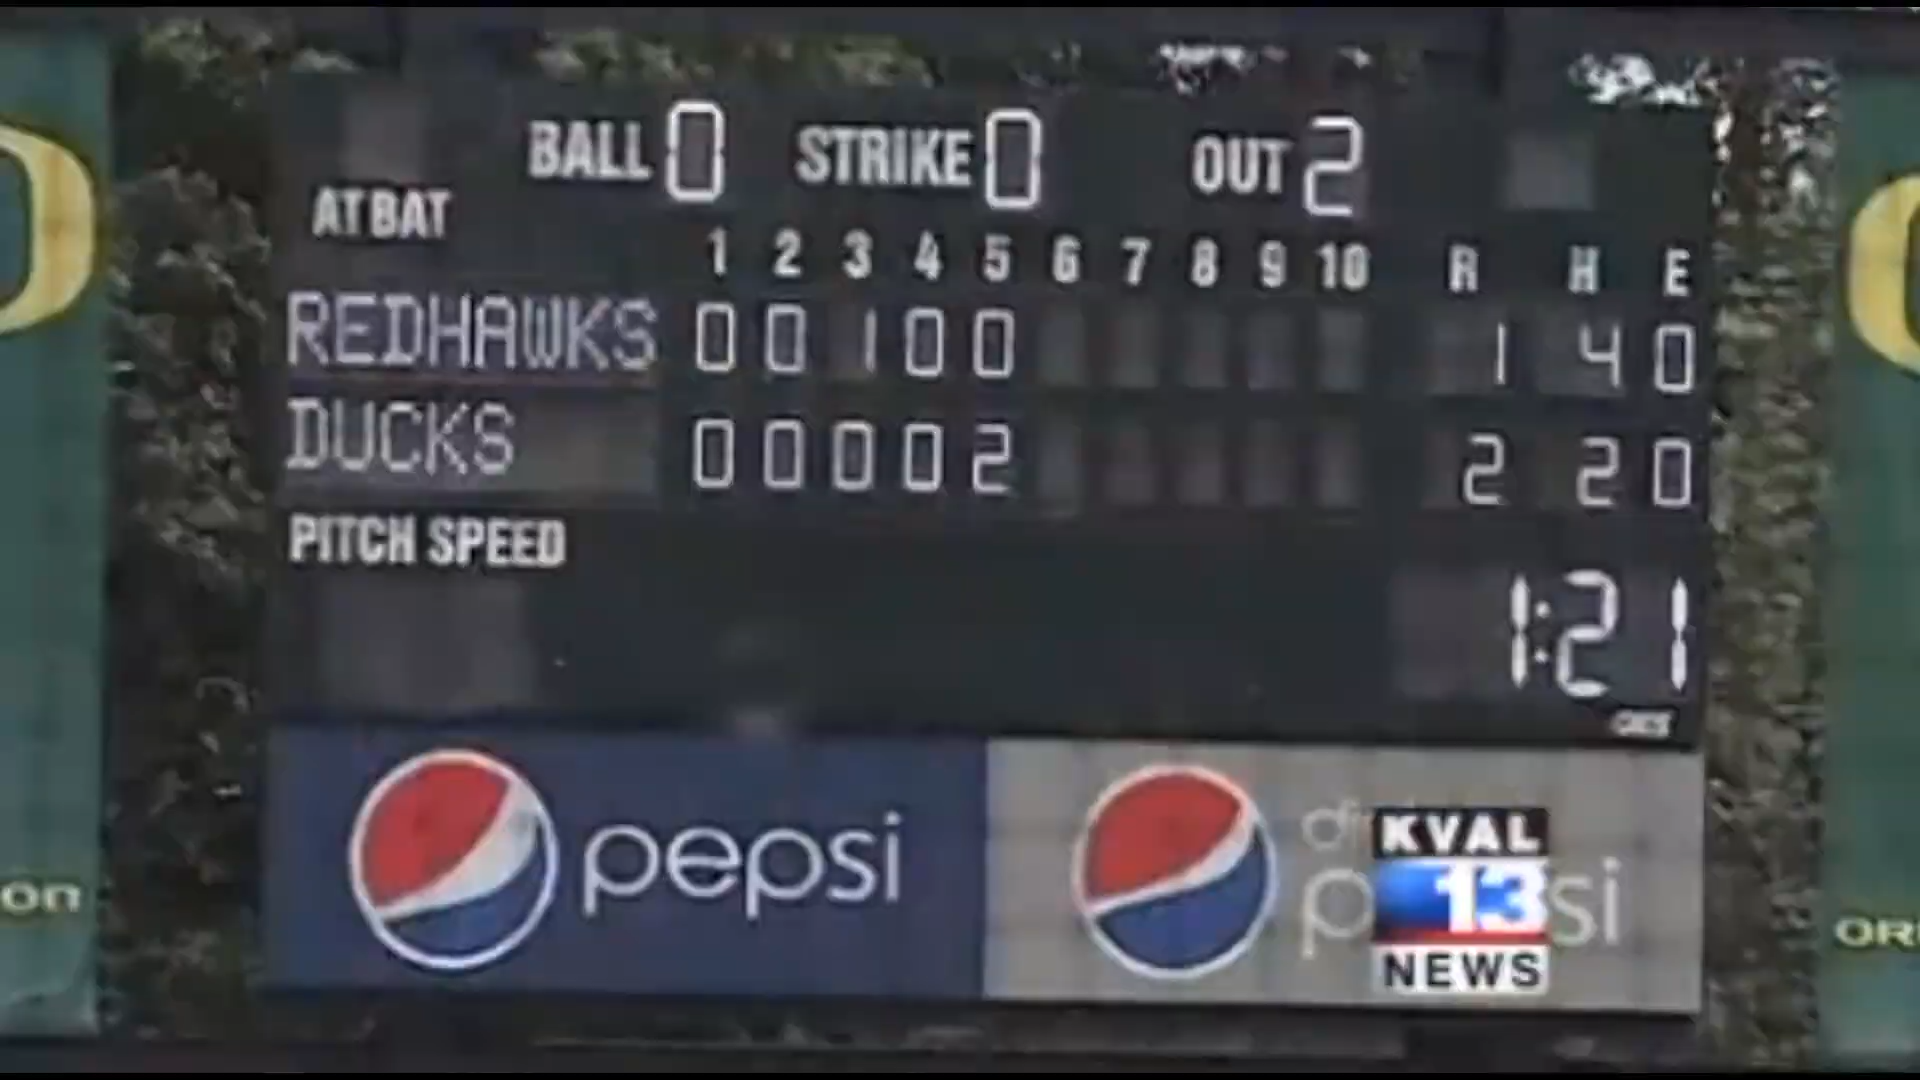 BALL 0 STRIKE 0 OUT 2
AT BAT
1 2 3 4 5 6 7 8 9 10 R H E
REDHAWKS 0 0 1 0 0 1 4 0
DUCKS 0 0 0 0 2 2 2 0
PITCH SPEED
1:21
pepsi
KVAL
13
NEWS